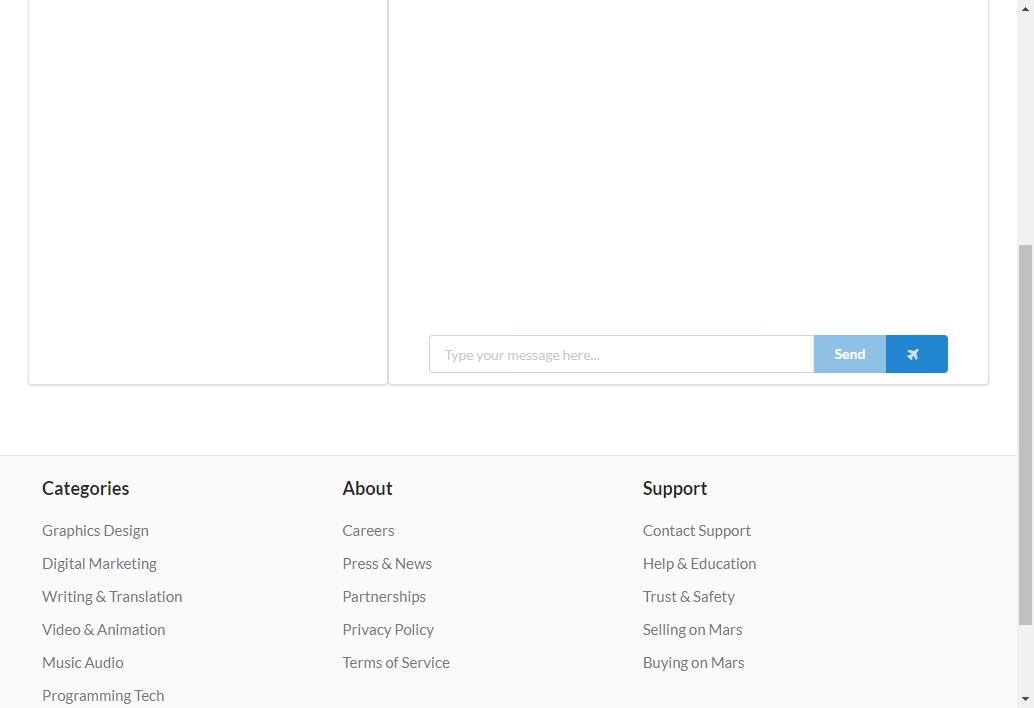 Type your message here...
Send
Categories
Graphics Design
Digital Marketing
Writing & Translation
Video & Animation
Music Audio
Programming Tech
About
Careers
Press & News
Partnerships
Privacy Policy
Terms of Service
Support
Contact Support
Help & Education
Trust & Safety
Selling on Mars
Buying on Mars